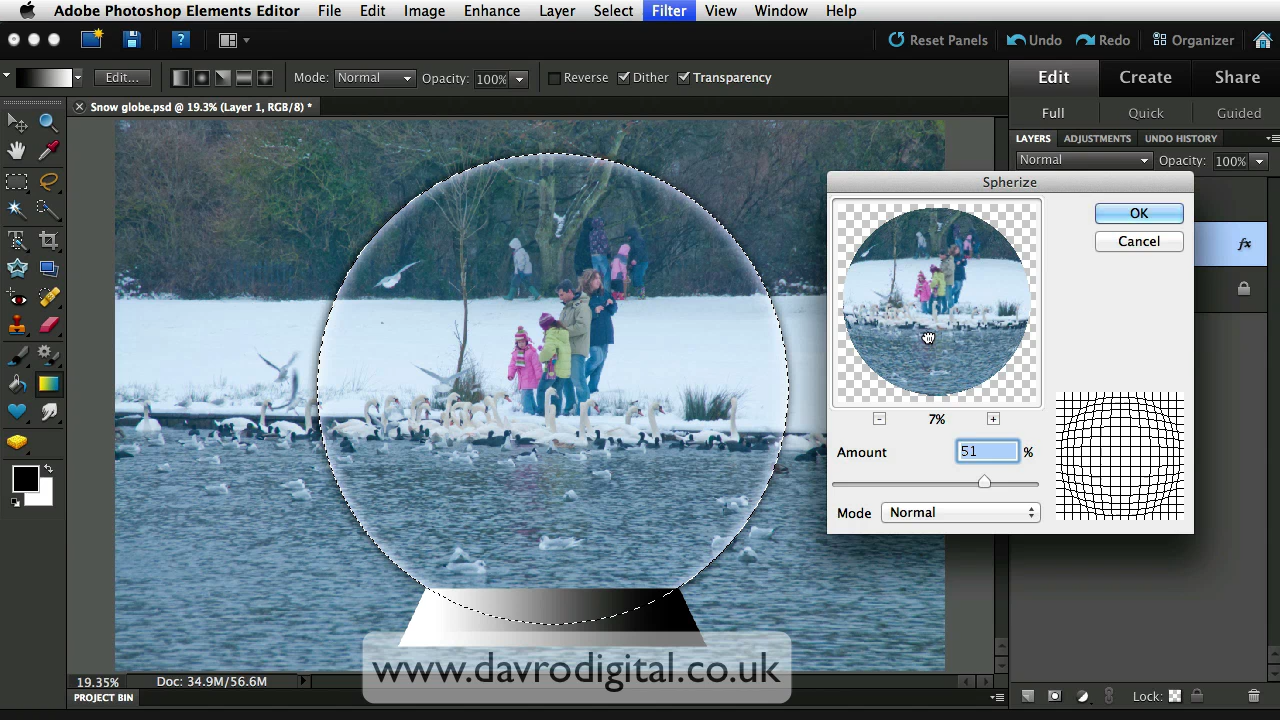 Adobe Photoshop Elements Editor File Edit Image Enhance Layer Select Filter View Window Help
? Reset Panels Undo Redo Organizer
Edit... Mode: Normal Opacity: 100% Reverse Dither Transparency
Edit Create Share
Full Quick Guided
Snow globe.psd @ 19.3% (Layer 1, RGB/8) *
LAYERS ADJUSTMENTS UNDO HISTORY
Normal Opacity: 100%
Spherize
OK
Cancel
fx
- 7% +
Amount 51 %
Mode Normal
www.davrodigital.co.uk
19.35% Doc: 34.9M/56.6M
PROJECT BIN
Lock: